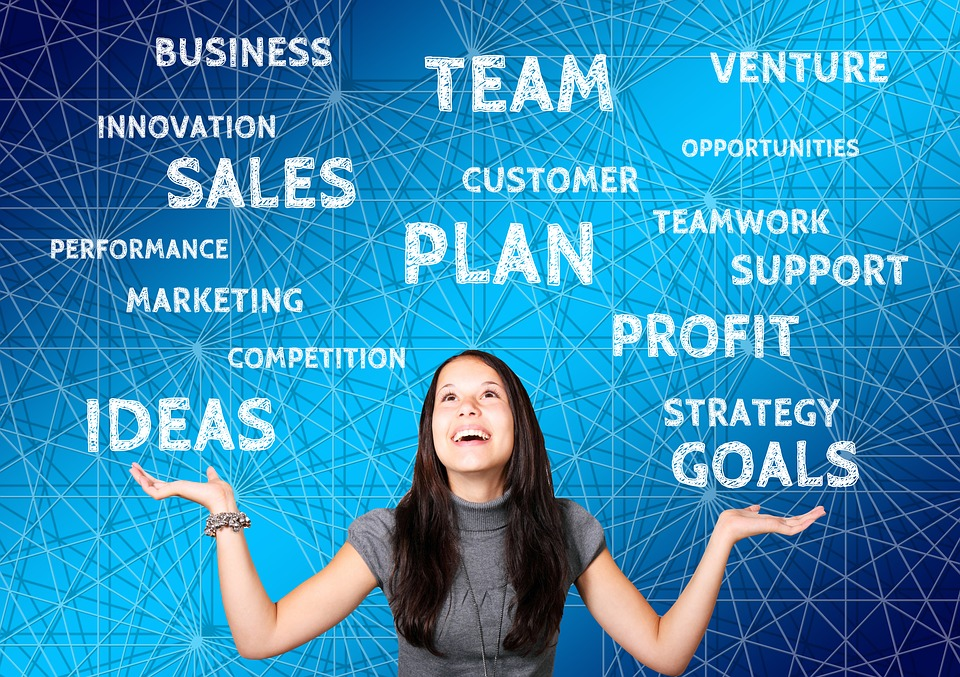 BUSINESS
TEAM
VENTURE
INNOVATION
OPPORTUNITIES
SALES
CUSTOMER
TEAMWORK
PERFORMANCE
PLAN
SUPPORT
MARKETING
PROFIT
COMPETITION
IDEAS
STRATEGY
GOALS